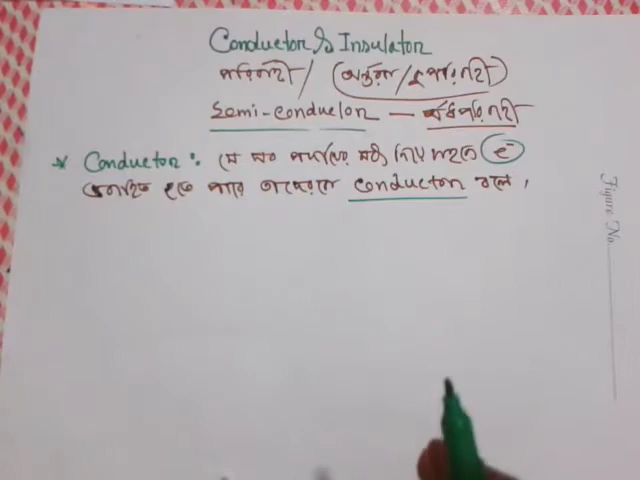 Conductor & Insulator
পরিবাহী / (অন্তরক / কুপরিবাহী)
Semi-conductor — অর্ধপরিবাহী
* Conductor : যে সব পদার্থের মধ্য দিয়ে সহজে e⁻
প্রবাহিত হতে পারে তাদেরকে conductor বলে ।
Figure No.